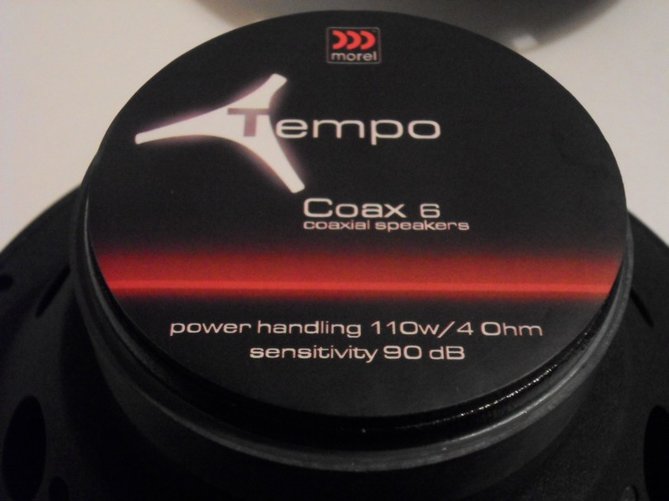 morel
Tempo
Coax 6
coaxial speakers
power handling 110w/4 Ohm
sensitivity 90 dB